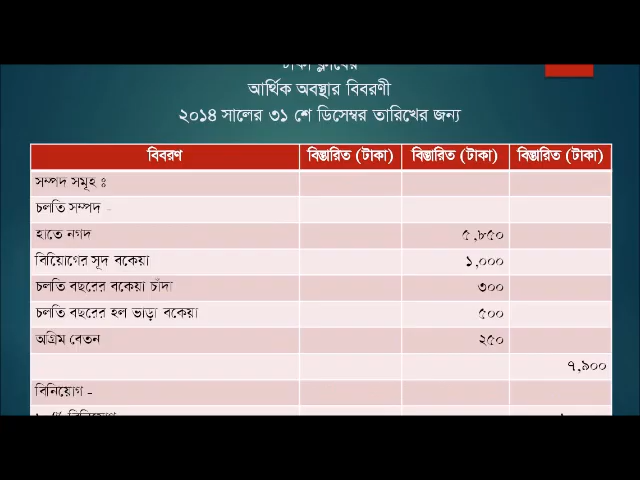 আর্থিক অবস্থার বিবরণী
২০১৪ সালের ৩১ শে ডিসেম্বর তারিখের জন্য
বিবরণ বিস্তারিত (টাকা) বিস্তারিত (টাকা) বিস্তারিত (টাকা)
সম্পদ সমূহ ঃ
চলতি সম্পদ -
হাতে নগদ ৫,৮৫০
বিয়োগের সূদ বকেয়া ১,০০০
চলতি বছরের বকেয়া চাঁদা ৩০০
চলতি বছরের হল ভাড়া বকেয়া ৫০০
অগ্রিম বেতন ২৫০
৭,৯০০
বিনিয়োগ -